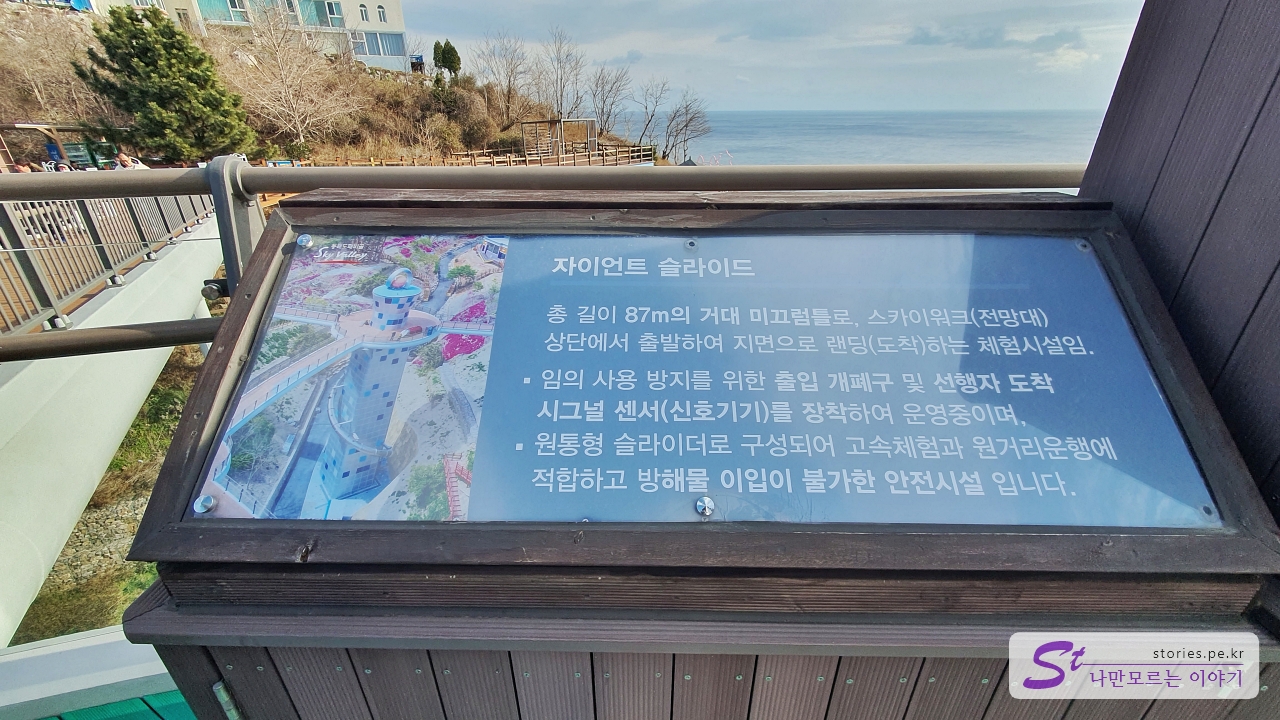 Sky Valley
자이언트 슬라이드
총 길이 87m의 거대 미끄럼틀로, 스카이워크(전망대)
상단에서 출발하여 지면으로 랜딩(도착)하는 체험시설임.
▪ 임의 사용 방지를 위한 출입 개폐구 및 선행자 도착
시그널 센서(신호기기)를 장착하여 운영중이며,
▪ 원통형 슬라이더로 구성되어 고속체험과 원거리운행에
적합하고 방해물 이입이 불가한 안전시설 입니다.
St
stories.pe.kr
나만모르는 이야기